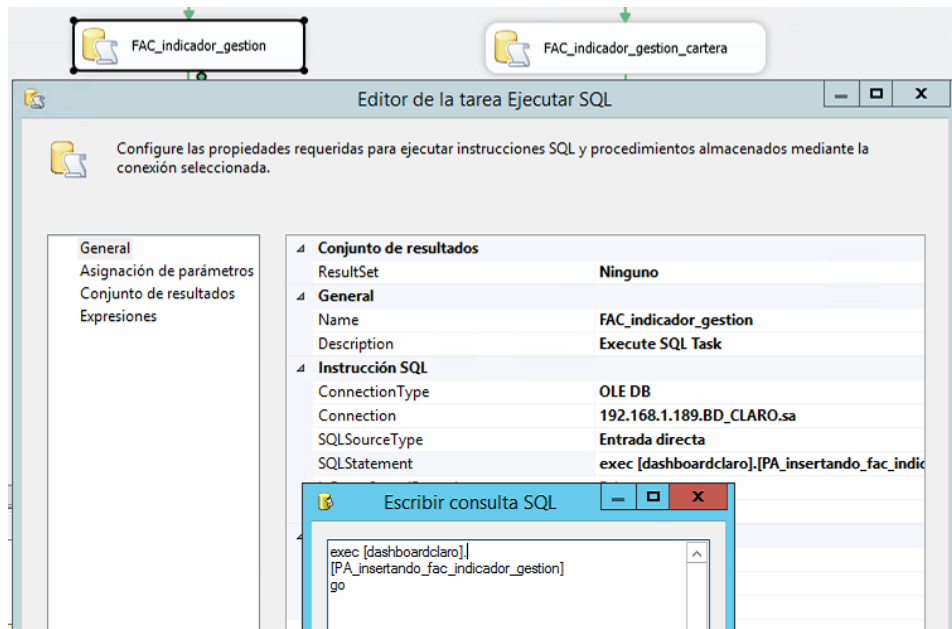 FAC_indicador_gestion
FAC_indicador_gestion_cartera
Editor de la tarea Ejecutar SQL
Configure las propiedades requeridas para ejecutar instrucciones SQL y procedimientos almacenados mediante la
conexión seleccionada.
General
Asignación de parámetros
Conjunto de resultados
Expresiones
Conjunto de resultados
ResultSet Ninguno
General
Name FAC_indicador_gestion
Description Execute SQL Task
Instrucción SQL
ConnectionType OLE DB
Connection 192.168.1.189.BD_CLARO.sa
SQLSourceType Entrada directa
SQLStatement exec [dashboardclaro].[PA_insertando_fac_indic
Escribir consulta SQL
exec [dashboardclaro].
[PA_insertando_fac_indicador_gestion]
go